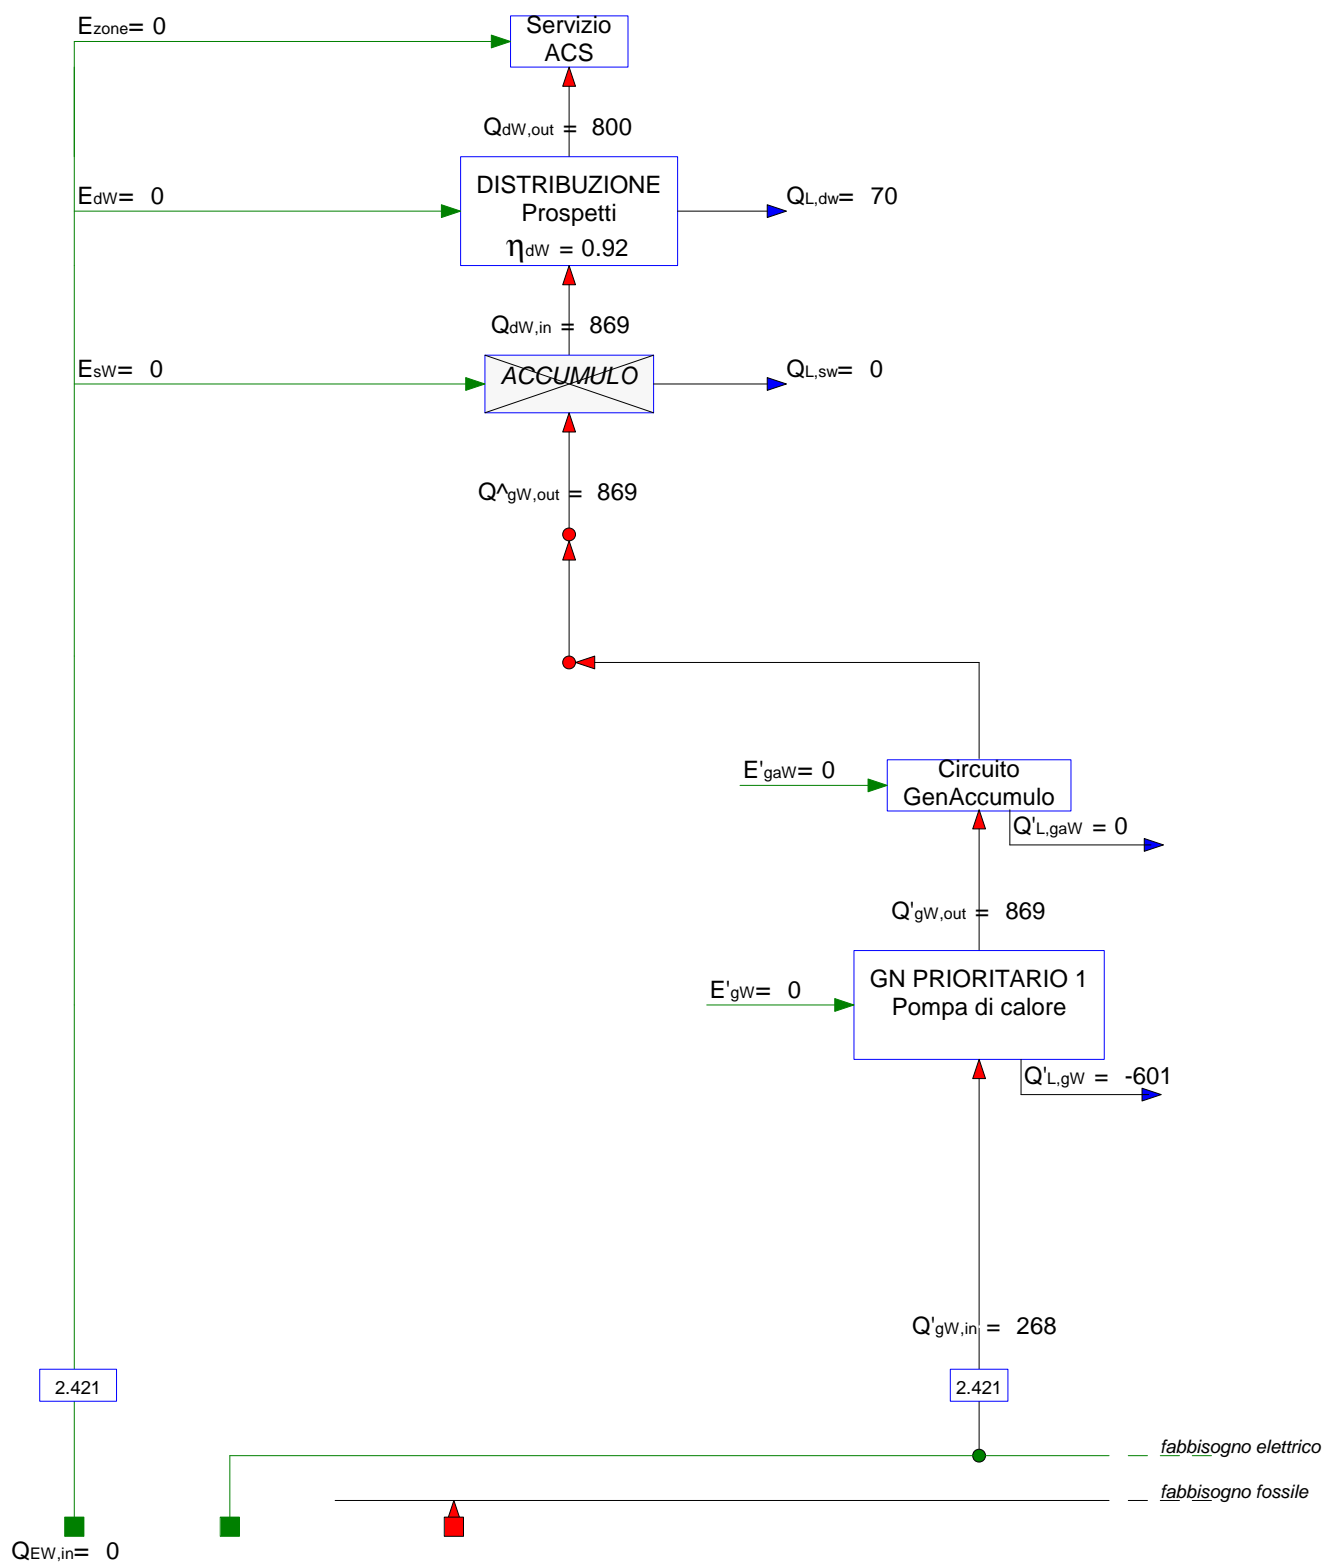 Ezone= 0
Servizio
ACS
QdW,out = 800
EdW= 0
DISTRIBUZIONE
Prospetti
ηdW = 0.92
QL,dw= 70
QdW,in = 869
EsW= 0
ACCUMULO
QL,sw= 0
Q^gW,out = 869
E'gaW= 0
Circuito
GenAccumulo
Q'L,gaW = 0
Q'gW,out = 869
E'gW= 0
GN PRIORITARIO 1
Pompa di calore
Q'L,gW = -601
Q'gW,in = 268
2.421
2.421
fabbisogno elettrico
fabbisogno fossile
QEW,in= 0